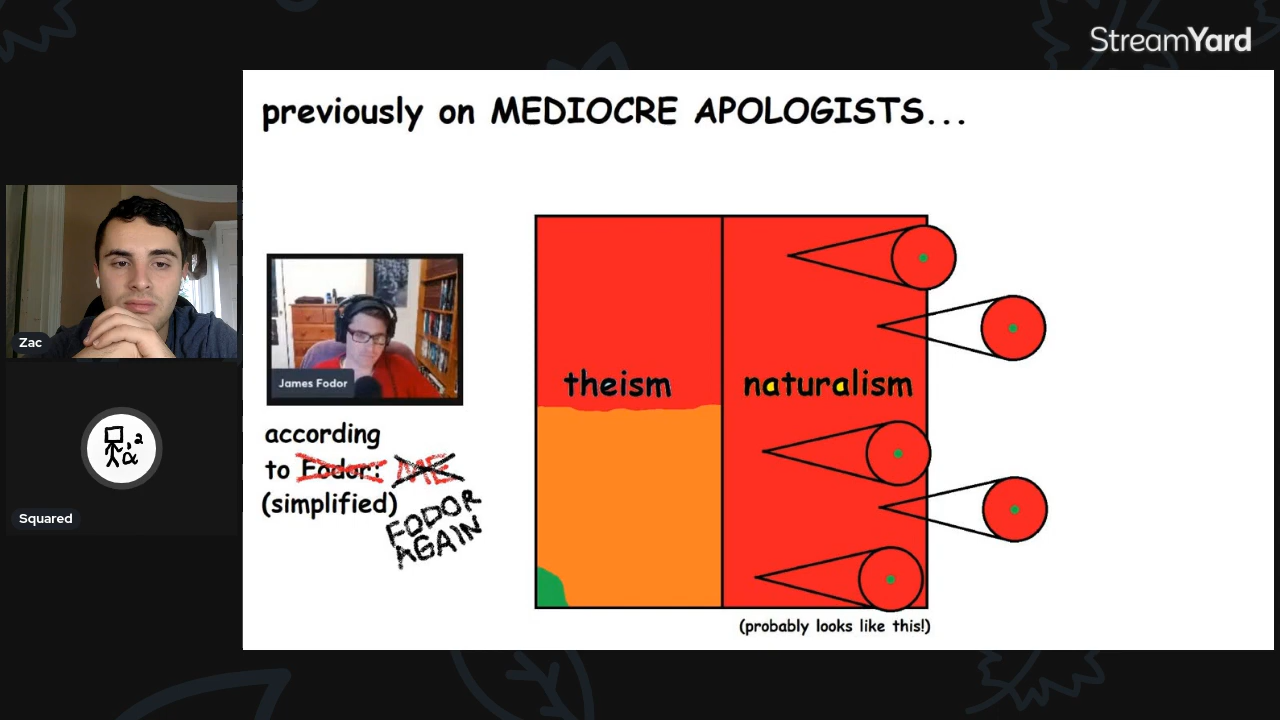 StreamYard
previously on MEDIOCRE APOLOGISTS...
theism
naturalism
James Fodor
according
to Fodor: ME
(simplified)
FODOR
AGAIN
(probably looks like this!)
Zac
,2
α
Squared